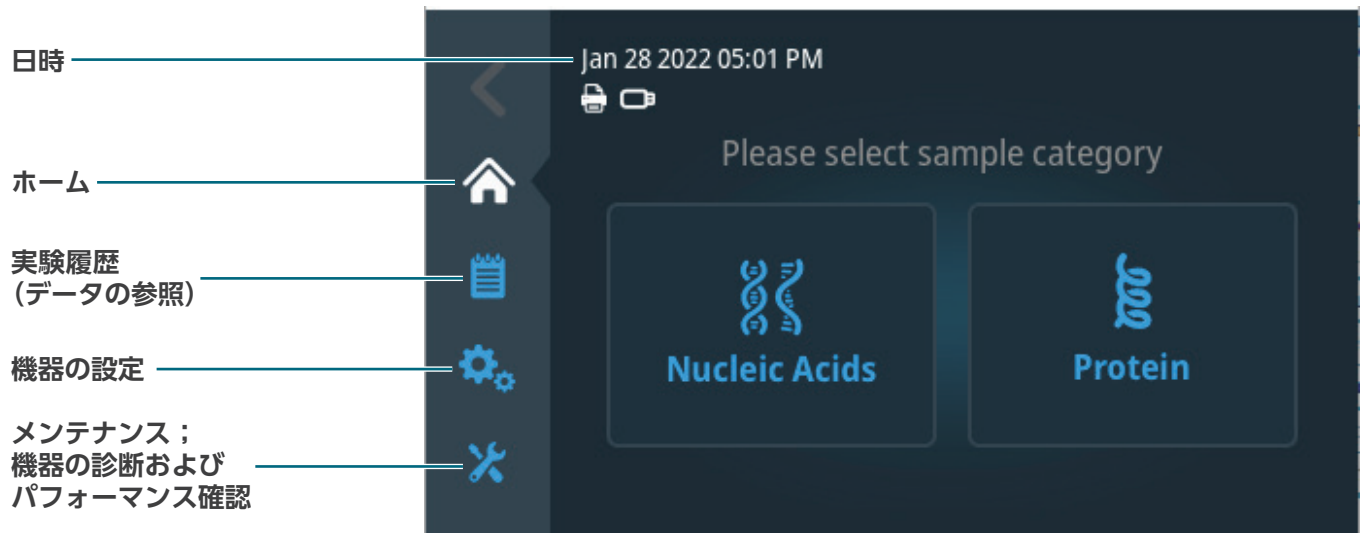 日時
Jan 28 2022 05:01 PM
Please select sample category
ホーム
実験履歴
（データの参照）
機器の設定
Nucleic Acids
Protein
メンテナンス；
機器の診断および
パフォーマンス確認